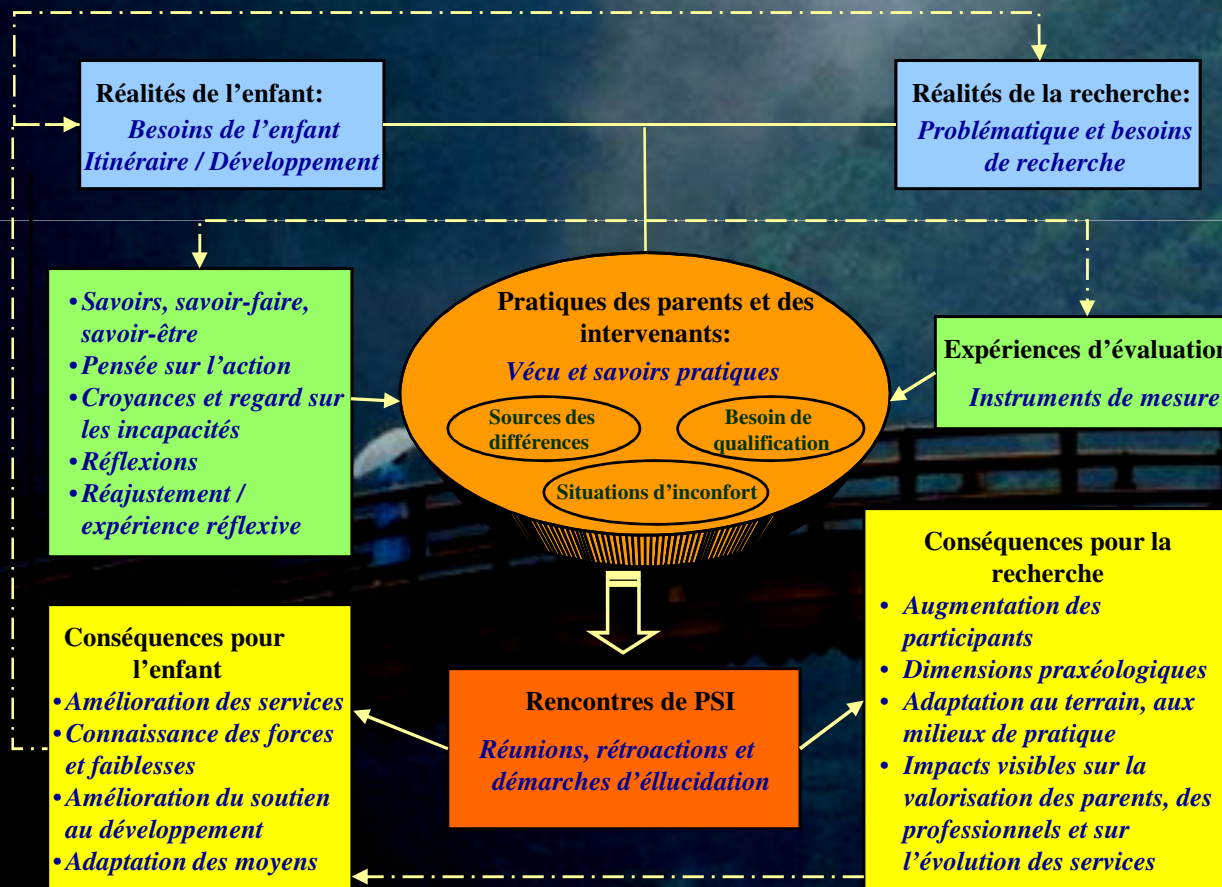 Réalités de l’enfant:
Besoins de l’enfant
Itinéraire / Développement
Réalités de la recherche:
Problématique et besoins
de recherche
• Savoirs, savoir-faire,
savoir-être
• Pensée sur l’action
• Croyances et regard sur
les incapacités
• Réflexions
• Réajustement /
expérience réflexive
Pratiques des parents et des
intervenants:
Vécu et savoirs pratiques
Sources des
différences
Besoin de
qualification
Situations d’inconfort
Expériences d’évaluation
Instruments de mesure
Conséquences pour
l’enfant
• Amélioration des services
• Connaissance des forces
et faiblesses
• Amélioration du soutien
au développement
• Adaptation des moyens
Rencontres de PSI
Réunions, rétroactions et
démarches d’éllucidation
Conséquences pour la
recherche
• Augmentation des
participants
• Dimensions praxéologiques
• Adaptation au terrain, aux
milieux de pratique
• Impacts visibles sur la
valorisation des parents, des
professionnels et sur
l’évolution des services